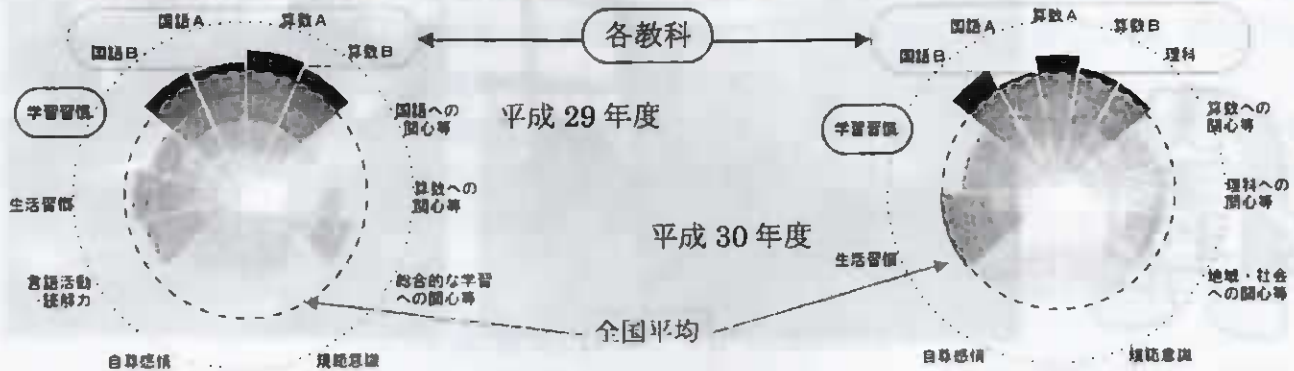 国語A
算数A
国語B
算数B
学習習慣
国語への
関心等
生活習慣
算数への
関心等
言語活動
・読解力
総合的な学習
への関心等
自尊感情
規範意識
各教科
平成 29 年度
平成 30 年度
全国平均
算数A
国語A
算数B
国語B
理科
学習習慣
算数への
関心等
理科への
関心等
生活習慣
地域・社会
への関心等
自尊感情
規範意識